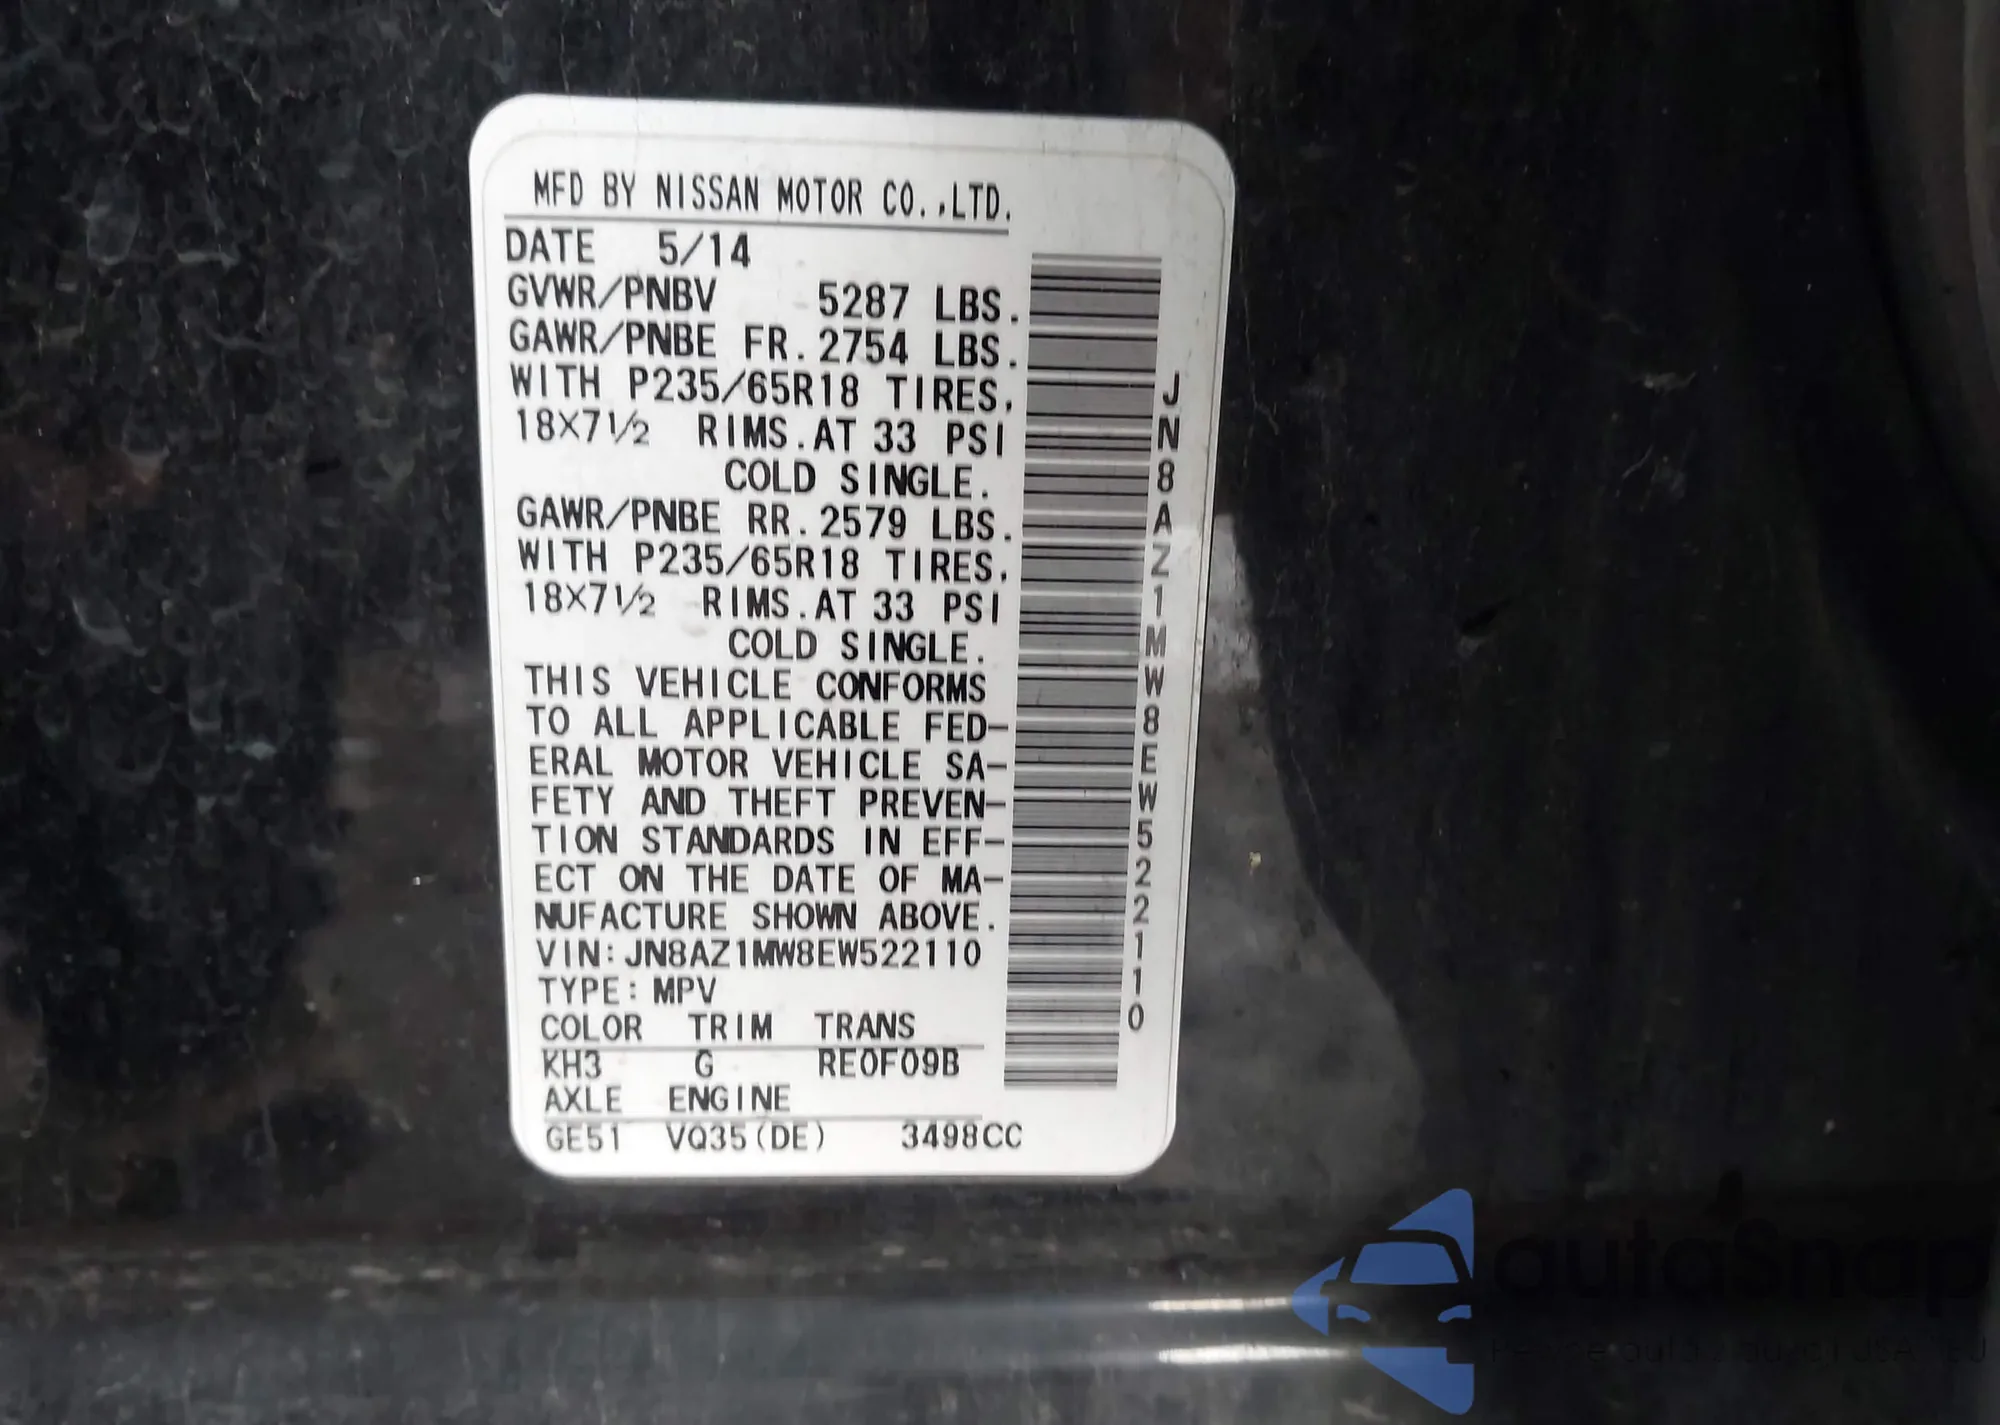 MFD BY NISSAN MOTOR CO.,LTD.
DATE 5/14
GVWR/PNBV 5287 LBS.
GAWR/PNBE FR. 2754 LBS.
WITH P235/65R18 TIRES,
18X7½ RIMS.AT 33 PSI
COLD SINGLE.
GAWR/PNBE RR. 2579 LBS.
WITH P235/65R18 TIRES,
18X7½ RIMS.AT 33 PSI
COLD SINGLE.
THIS VEHICLE CONFORMS
TO ALL APPLICABLE FED-
ERAL MOTOR VEHICLE SA-
FETY AND THEFT PREVEN-
TION STANDARDS IN EFF-
ECT ON THE DATE OF MA-
NUFACTURE SHOWN ABOVE.
VIN:JN8AZ1MW8EW522110
TYPE:MPV
COLOR TRIM TRANS
KH3 G RE0F09B
AXLE ENGINE
GE51 VQ35(DE) 3498CC
JN8AZ1MW8EW522110
autaSnap